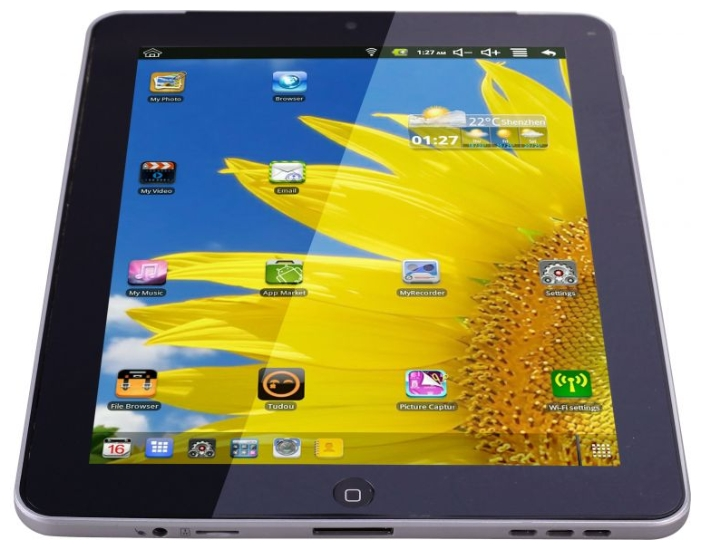 1:27 AM
My Photo
Browser
22°C Shenzhen
01:27
My Video
Email
My Music
App Market
MyRecorder
Settings
File Browser
Tudou
Picture Captur
Wi-Fi settings
16